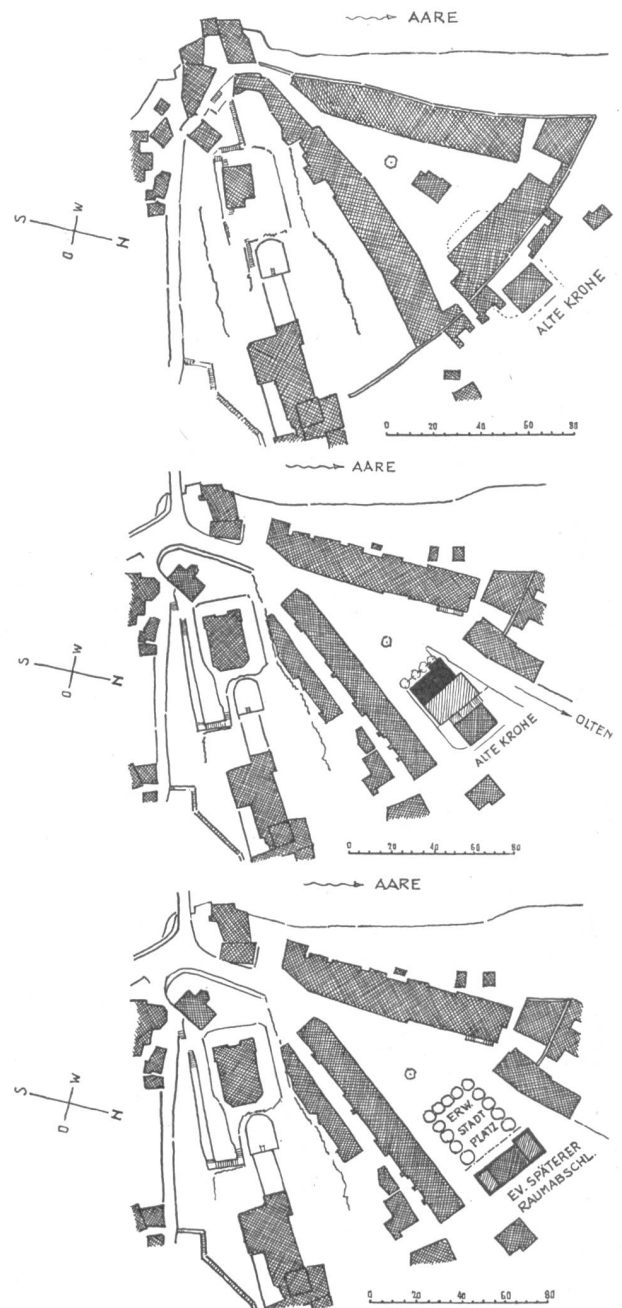 AARE
S
W
O
N
ALTE KRONE
0 20 40 60 80
AARE
S
W
O
N
OLTEN
ALTE KROHE
0 20 40 60 80
AARE
S
W
O
N
ERW.
STADT
PLATZ
EV. SPÄTERER
RAUMABSCHL.
0 20 40 60 80